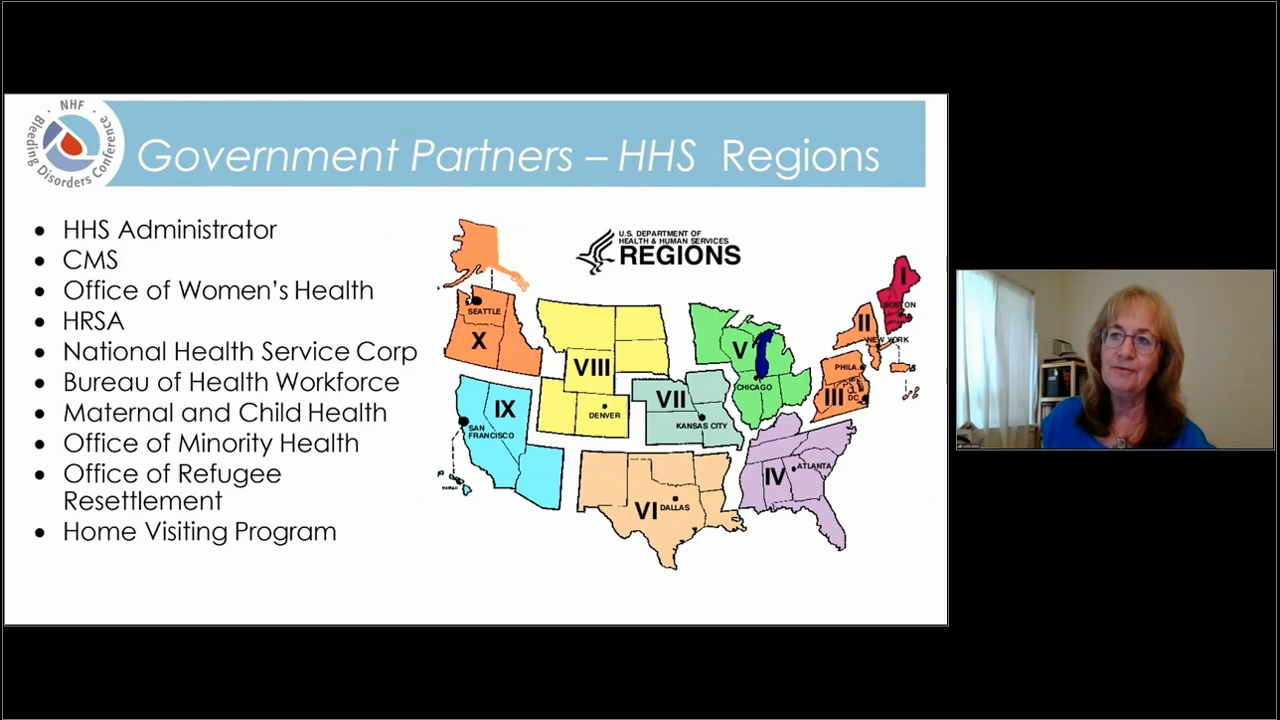 NHF
Bleeding Disorders Conference
Government Partners – HHS Regions
• HHS Administrator
• CMS
• Office of Women's Health
• HRSA
• National Health Service Corp
• Bureau of Health Workforce
• Maternal and Child Health
• Office of Minority Health
• Office of Refugee
Resettlement
• Home Visiting Program
U.S. DEPARTMENT OF
HEALTH & HUMAN SERVICES
REGIONS
I
BOSTON
II
NEW YORK
SEATTLE
X
VIII
V
PHILA.
III
DC
CHICAGO
IX
DENVER
VII
KANSAS CITY
SAN
FRANCISCO
IV
ATLANTA
HAWAII
VI
DALLAS